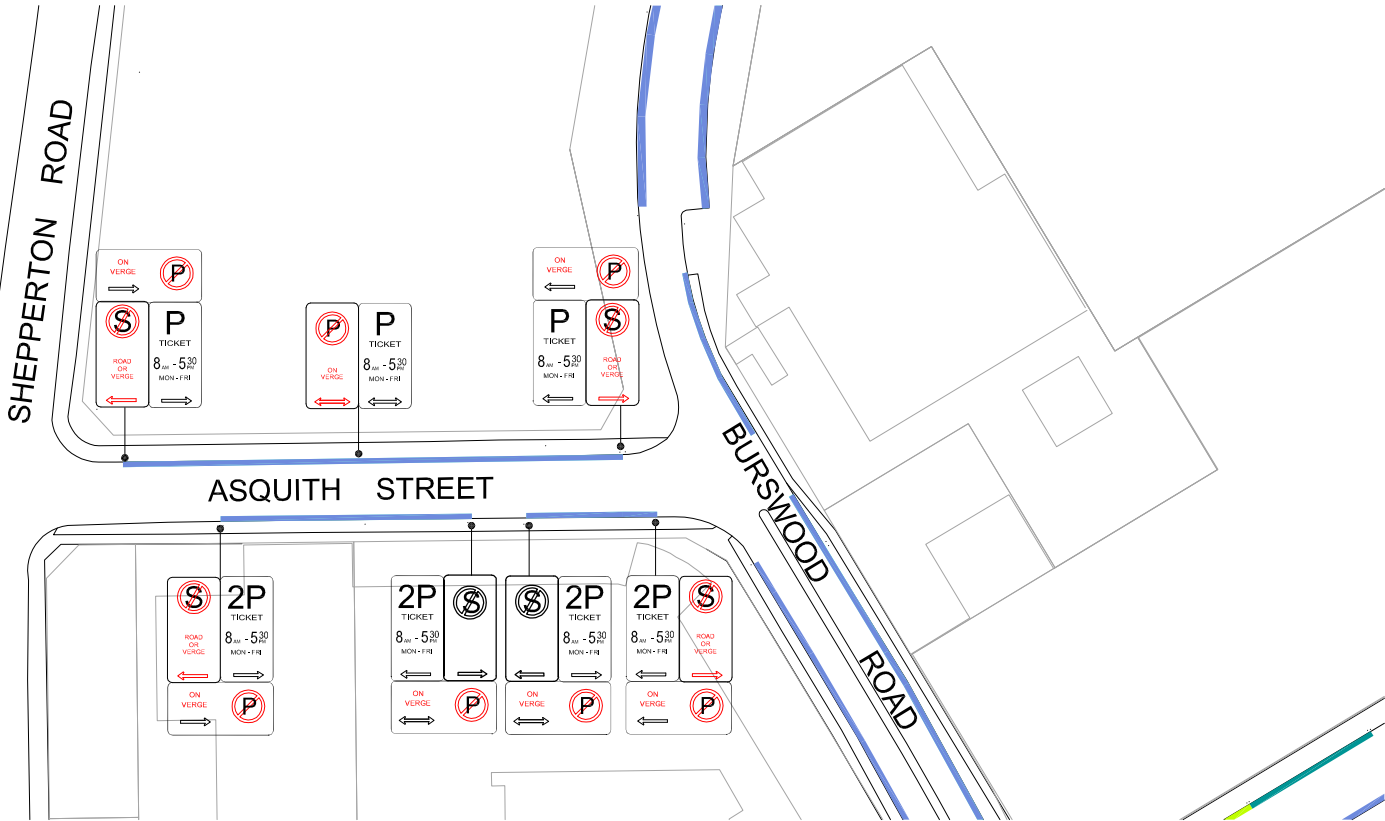 SHEPPERTON ROAD
ON
VERGE
P
S
ROAD
OR
VERGE
P
TICKET
8AM - 530PM
MON - FRI
P
ON
VERGE
P
TICKET
8AM - 530PM
MON - FRI
ON
VERGE
P
P
TICKET
8AM - 530PM
MON - FRI
S
ROAD
OR
VERGE
ASQUITH STREET
BURSWOOD ROAD
S
ROAD
OR
VERGE
2P
TICKET
8AM - 530PM
MON - FRI
ON
VERGE
P
2P
TICKET
8AM - 530PM
MON - FRI
S
ON
VERGE
P
S
2P
TICKET
8AM - 530PM
MON - FRI
ON
VERGE
P
2P
TICKET
8AM - 530PM
MON - FRI
S
ROAD
OR
VERGE
ON
VERGE
P